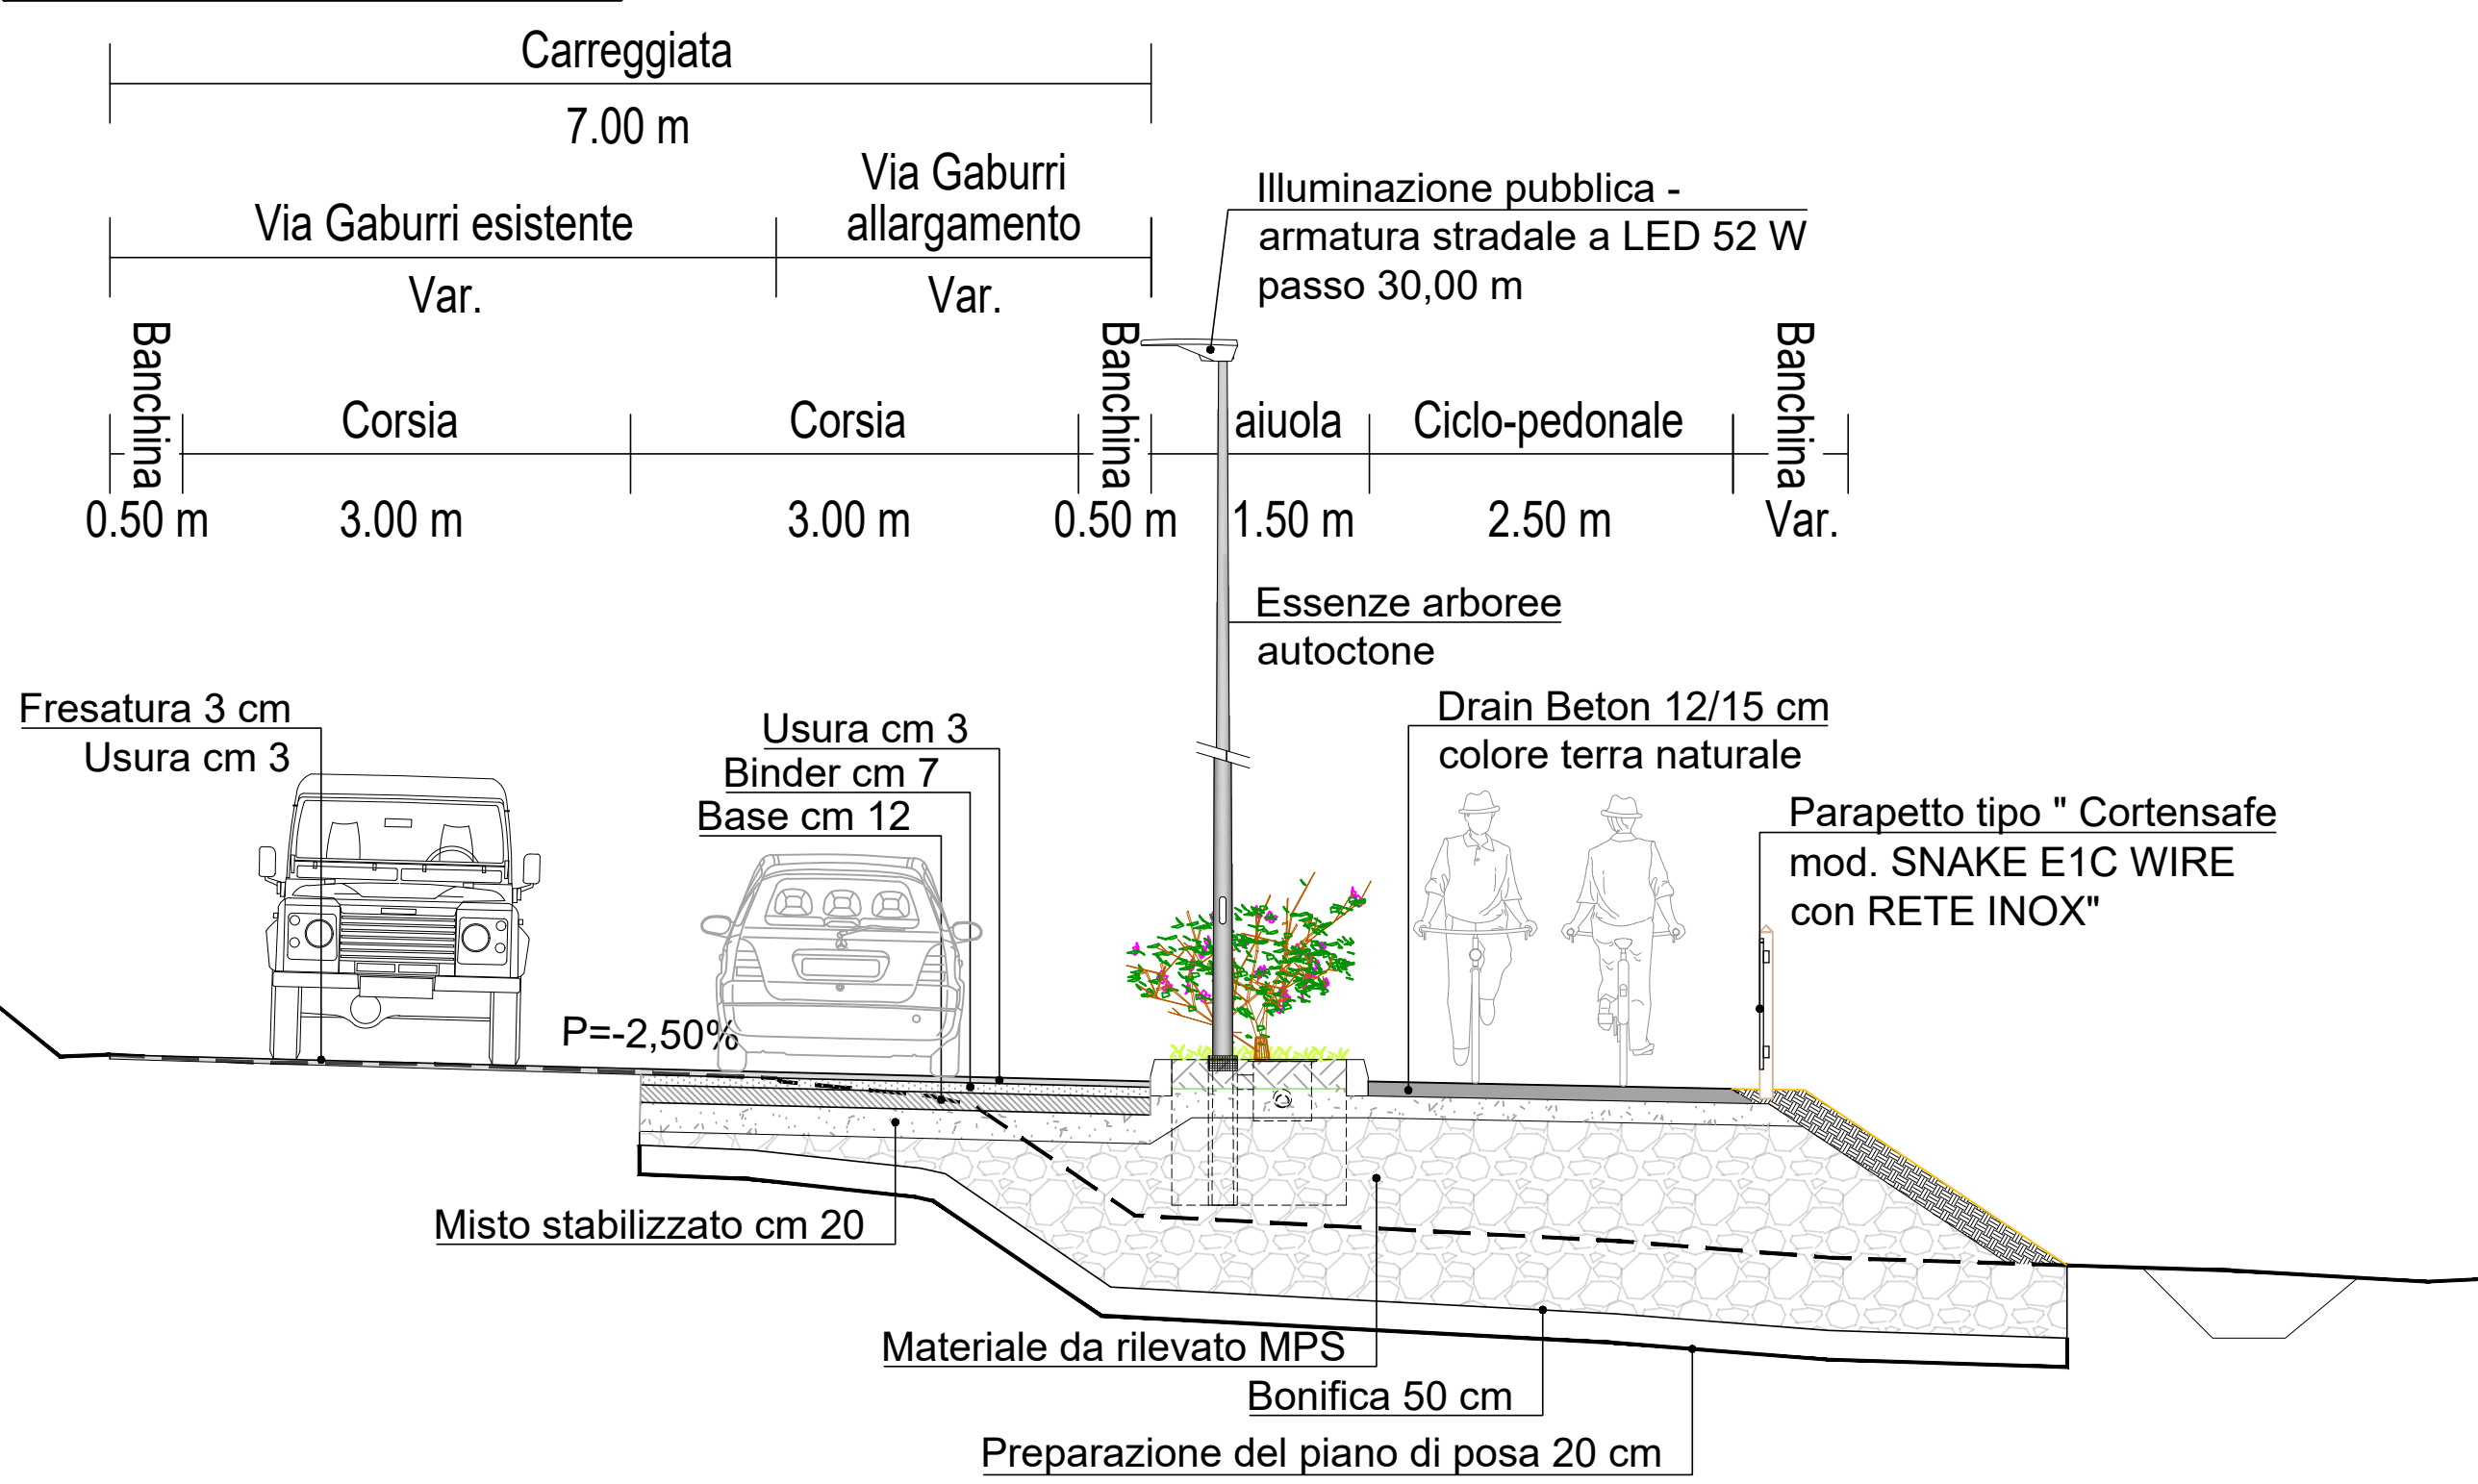 Carreggiata
7.00 m
Via Gaburri esistente
Var.
Via Gaburri
allargamento
Var.
Illuminazione pubblica -
armatura stradale a LED 52 W
passo 30,00 m
Banchina
Corsia
Corsia
Banchina
aiuola
Ciclo-pedonale
Banchina
0.50 m
3.00 m
3.00 m
0.50 m
1.50 m
2.50 m
Var.
Essenze arboree
autoctone
Fresatura 3 cm
Usura cm 3
Usura cm 3
Binder cm 7
Base cm 12
Drain Beton 12/15 cm
colore terra naturale
Parapetto tipo " Cortensafe
mod. SNAKE E1C WIRE
con RETE INOX"
P=-2,50%
Misto stabilizzato cm 20
Materiale da rilevato MPS
Bonifica 50 cm
Preparazione del piano di posa 20 cm